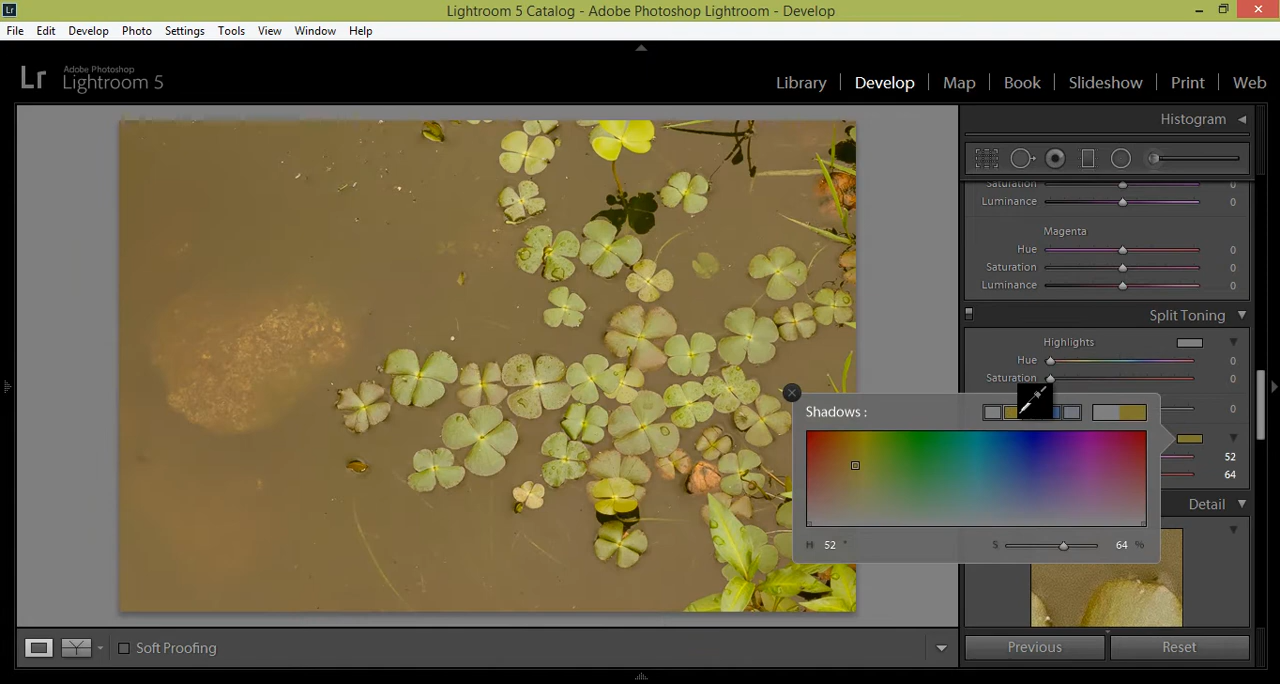 Lr
Lightroom 5 Catalog - Adobe Photoshop Lightroom - Develop
File Edit Develop Photo Settings Tools View Window Help
Lr Adobe Photoshop
Lightroom 5
Library Develop Map Book Slideshow Print Web
Histogram
Saturation 0
Luminance 0
Magenta
Hue 0
Saturation 0
Luminance 0
Split Toning
Highlights
Hue 0
Saturation 0
0
Shadows :
52
64
H 52 ° S 64 %
Detail
Soft Proofing
Previous Reset